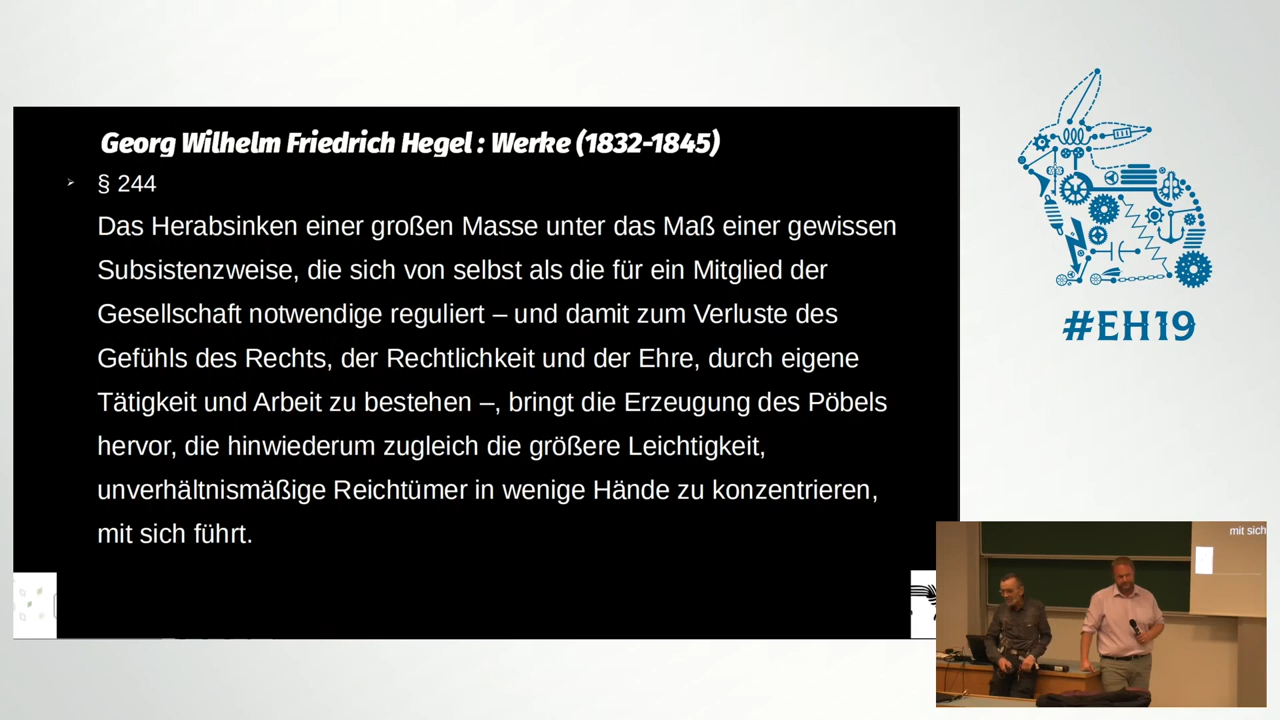 Georg Wilhelm Friedrich Hegel : Werke (1832-1845)
§ 244
Das Herabsinken einer großen Masse unter das Maß einer gewissen
Subsistenzweise, die sich von selbst als die für ein Mitglied der
Gesellschaft notwendige reguliert – und damit zum Verluste des
Gefühls des Rechts, der Rechtlichkeit und der Ehre, durch eigene
Tätigkeit und Arbeit zu bestehen –, bringt die Erzeugung des Pöbels
hervor, die hinwiederum zugleich die größere Leichtigkeit,
unverhältnismäßige Reichtümer in wenige Hände zu konzentrieren,
mit sich führt.
#EH19
mit sich